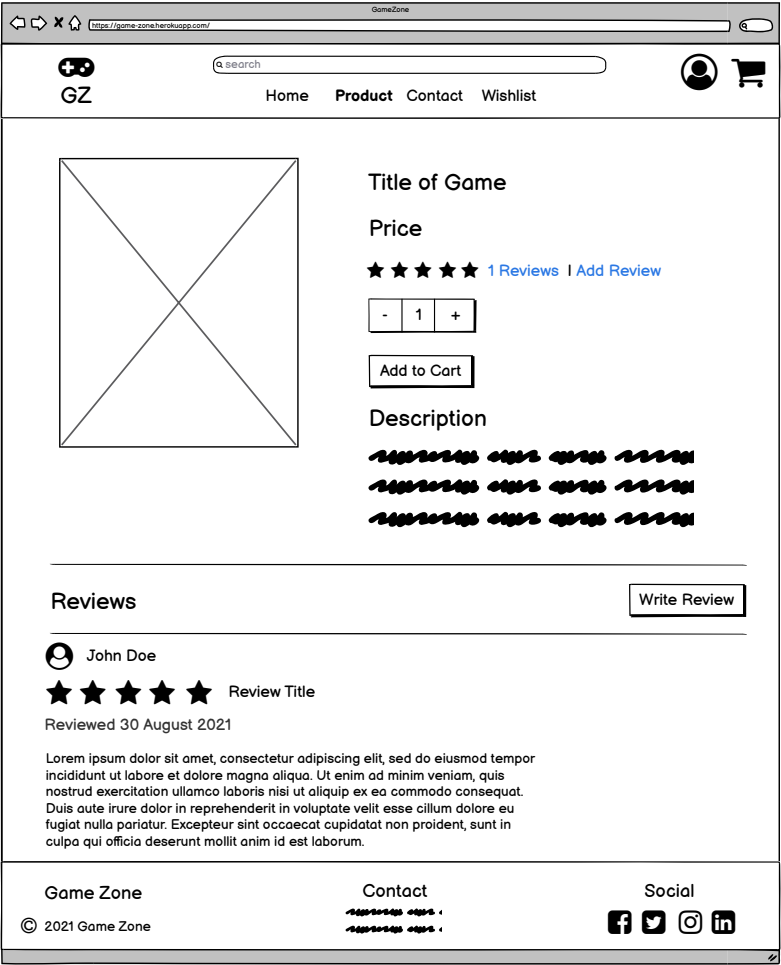 GameZone
https://game-zone.herokuapp.com/
search
GZ
Home Product Contact Wishlist
Title of Game
Price
1 Reviews | Add Review
- 1 +
Add to Cart
Description
Reviews
Write Review
John Doe
Review Title
Reviewed 30 August 2021
Lorem ipsum dolor sit amet, consectetur adipiscing elit, sed do eiusmod tempor
incididunt ut labore et dolore magna aliqua. Ut enim ad minim veniam, quis
nostrud exercitation ullamco laboris nisi ut aliquip ex ea commodo consequat.
Duis aute irure dolor in reprehenderit in voluptate velit esse cillum dolore eu
fugiat nulla pariatur. Excepteur sint occaecat cupidatat non proident, sunt in
culpa qui officia deserunt mollit anim id est laborum.
Game Zone
Contact
Social
© 2021 Game Zone